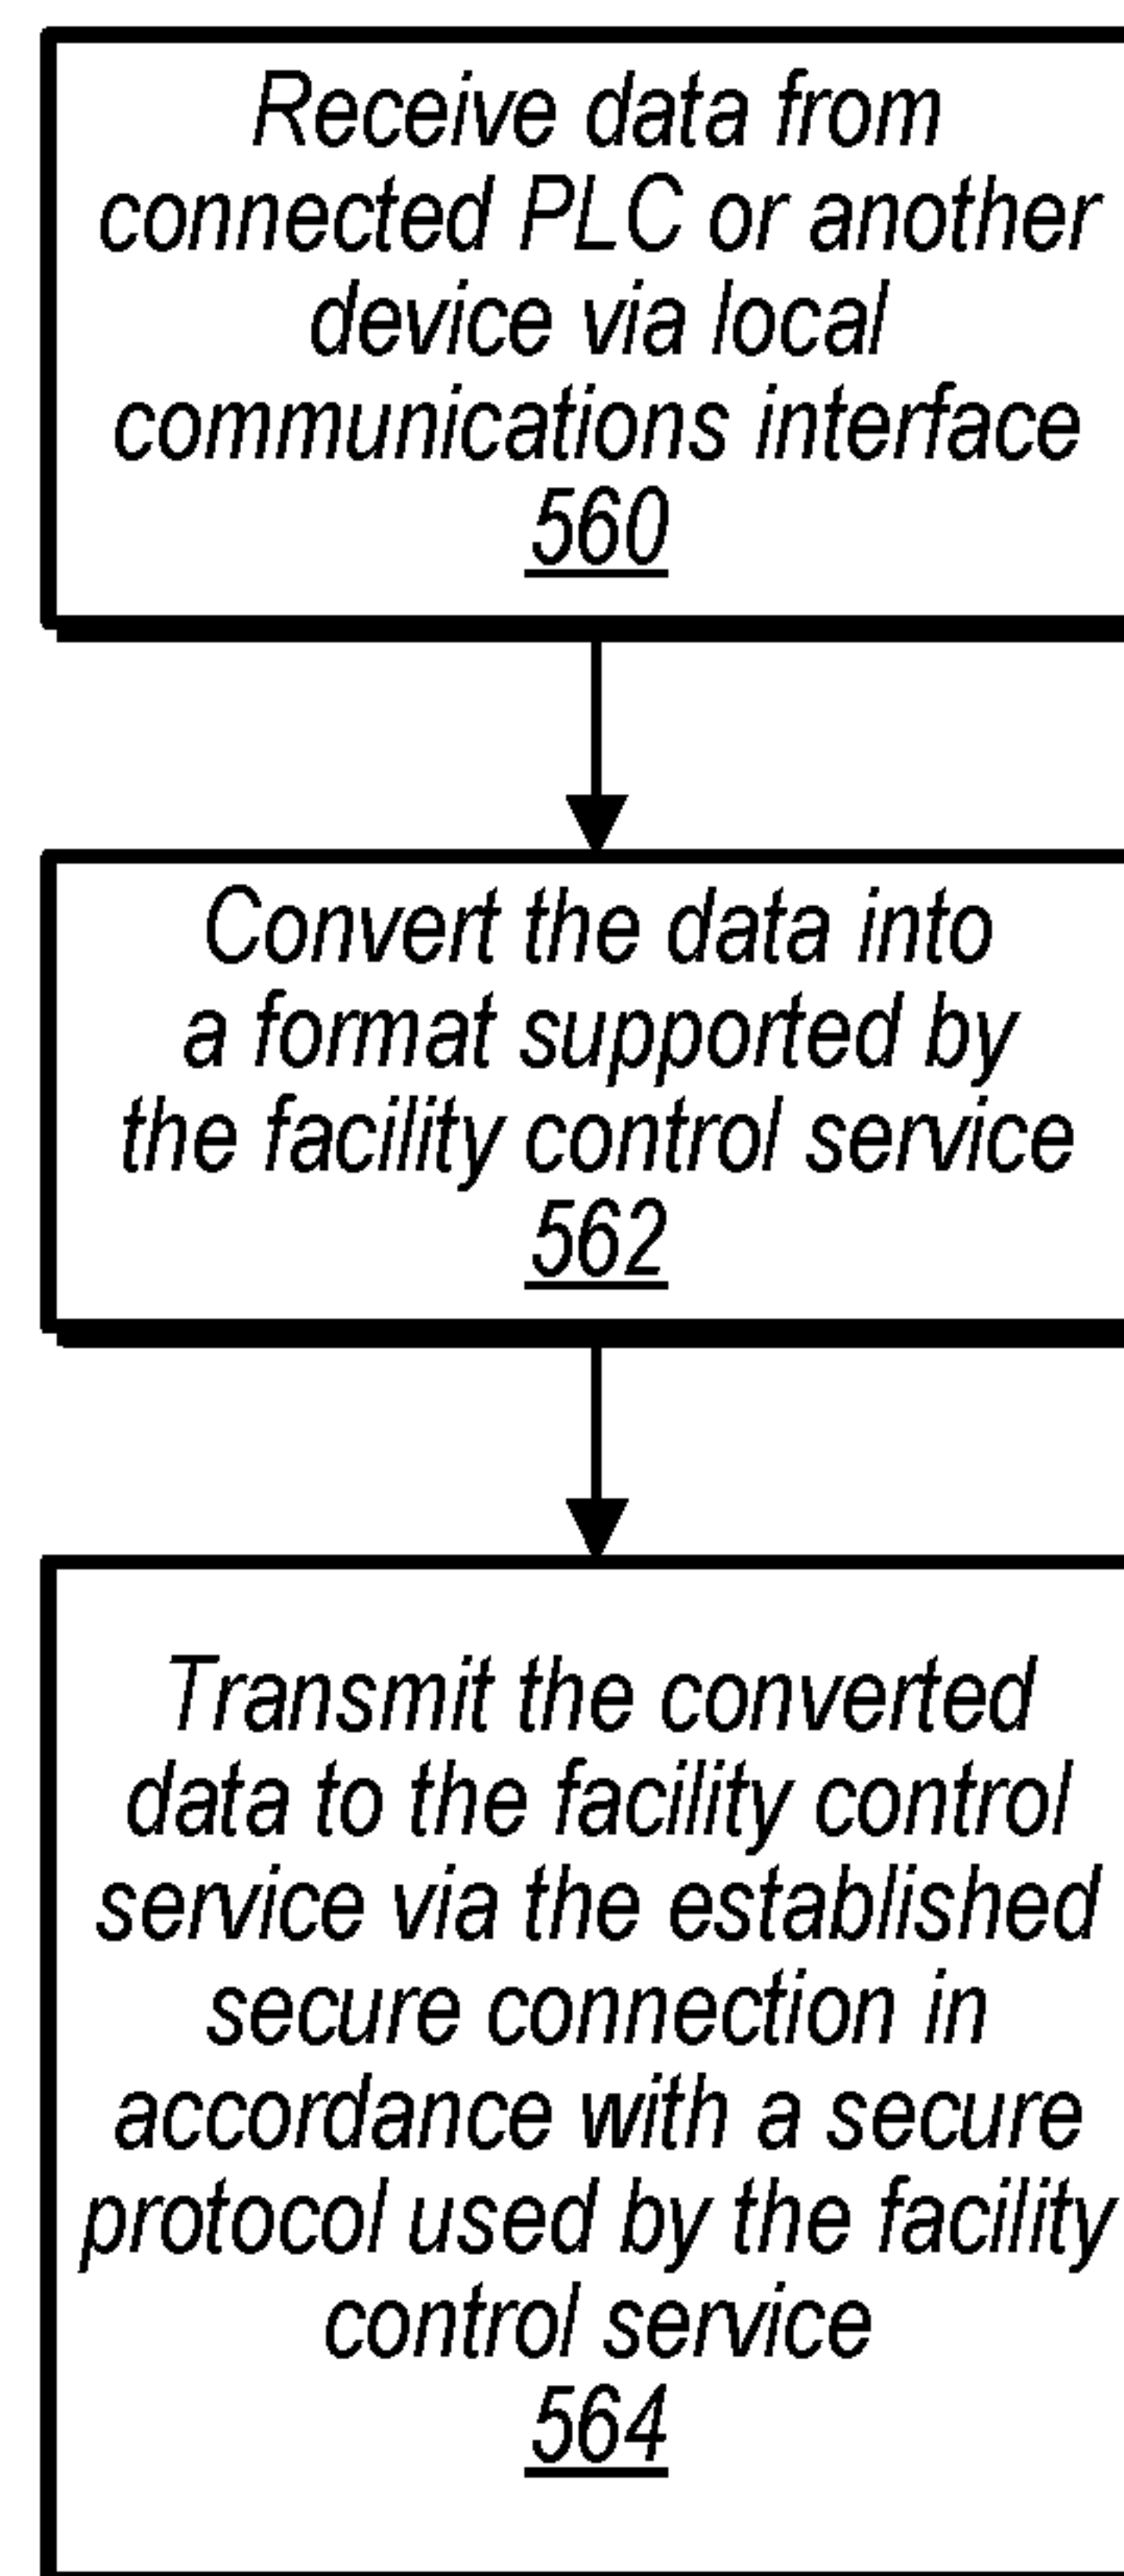 Receive data from
connected PLC or another
device via local
communications interface
560
Convert the data into
a format supported by
the facility control service
562
Transmit the converted
data to the facility control
service via the established
secure connection in
accordance with a secure
protocol used by the facility
control service
564